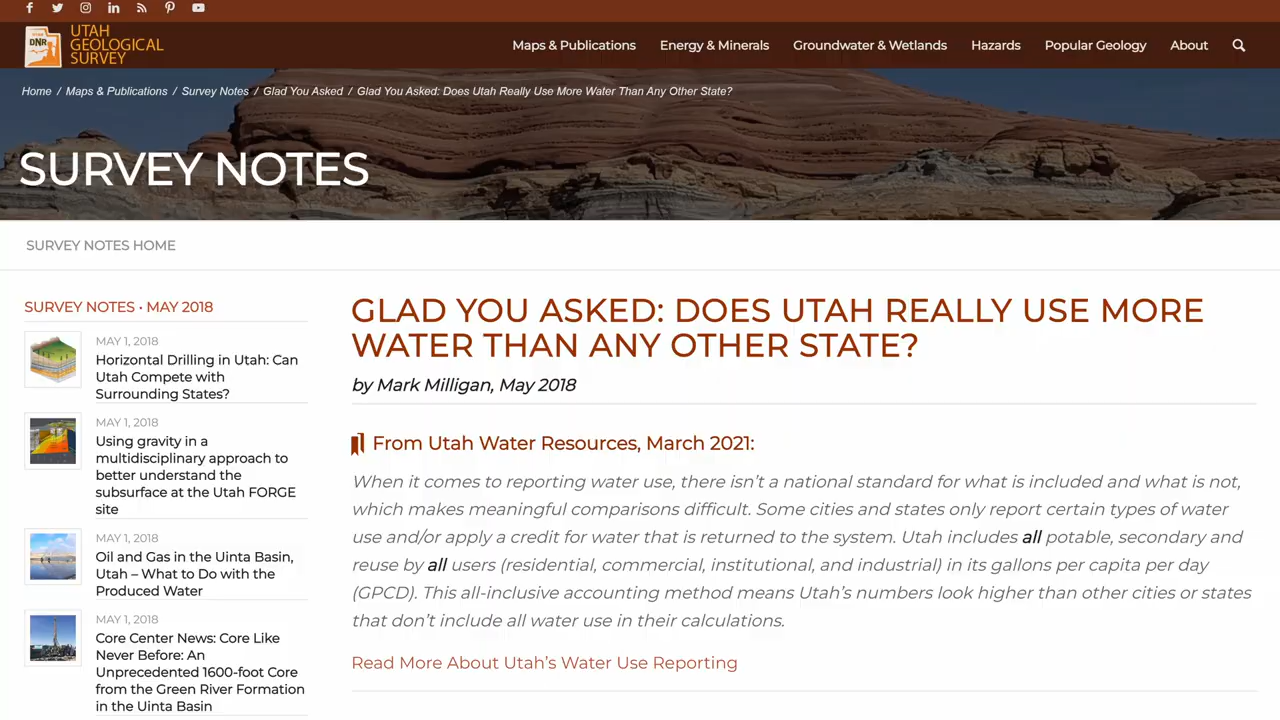 UTAH
DNR
UTAH
GEOLOGICAL
SURVEY
Maps & Publications
Energy & Minerals
Groundwater & Wetlands
Hazards
Popular Geology
About
Home / Maps & Publications / Survey Notes / Glad You Asked / Glad You Asked: Does Utah Really Use More Water Than Any Other State?
SURVEY NOTES
SURVEY NOTES HOME
SURVEY NOTES • MAY 2018
MAY 1, 2018
Horizontal Drilling in Utah: Can
Utah Compete with
Surrounding States?
MAY 1, 2018
Using gravity in a
multidisciplinary approach to
better understand the
subsurface at the Utah FORGE
site
MAY 1, 2018
Oil and Gas in the Uinta Basin,
Utah – What to Do with the
Produced Water
MAY 1, 2018
Core Center News: Core Like
Never Before: An
Unprecedented 1600-foot Core
from the Green River Formation
in the Uinta Basin
GLAD YOU ASKED: DOES UTAH REALLY USE MORE
WATER THAN ANY OTHER STATE?
by Mark Milligan, May 2018
From Utah Water Resources, March 2021:
When it comes to reporting water use, there isn't a national standard for what is included and what is not,
which makes meaningful comparisons difficult. Some cities and states only report certain types of water
use and/or apply a credit for water that is returned to the system. Utah includes all potable, secondary and
reuse by all users (residential, commercial, institutional, and industrial) in its gallons per capita per day
(GPCD). This all-inclusive accounting method means Utah's numbers look higher than other cities or states
that don't include all water use in their calculations.
Read More About Utah's Water Use Reporting